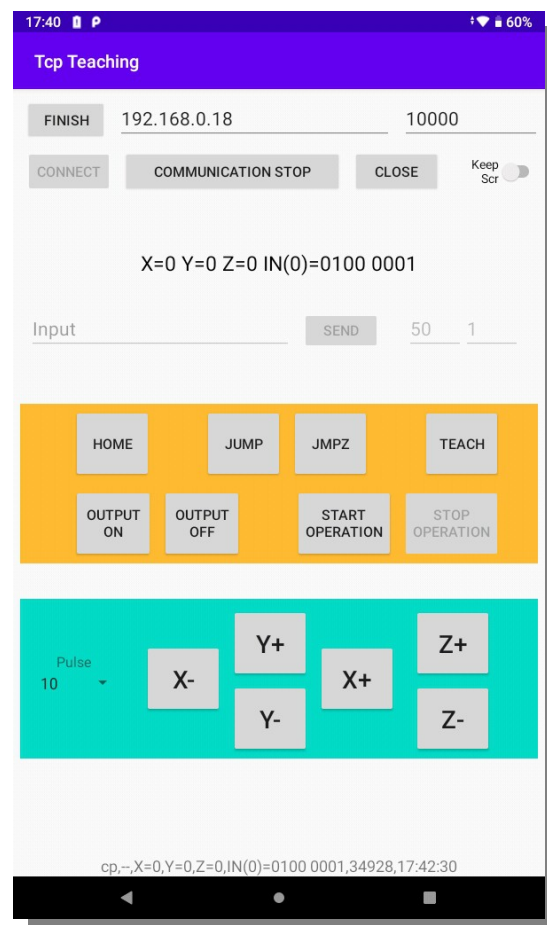 17:40 P 60%
Tcp Teaching
FINISH 192.168.0.18 10000
CONNECT COMMUNICATION STOP CLOSE Keep Scr
X=0 Y=0 Z=0 IN(0)=0100 0001
Input SEND 50 1
HOME JUMP JMPZ TEACH
OUTPUT ON OUTPUT OFF START OPERATION STOP OPERATION
Pulse
10
X- Y+ Y- X+ Z+ Z-
cp,--,X=0,Y=0,Z=0,IN(0)=0100 0001,34928,17:42:30